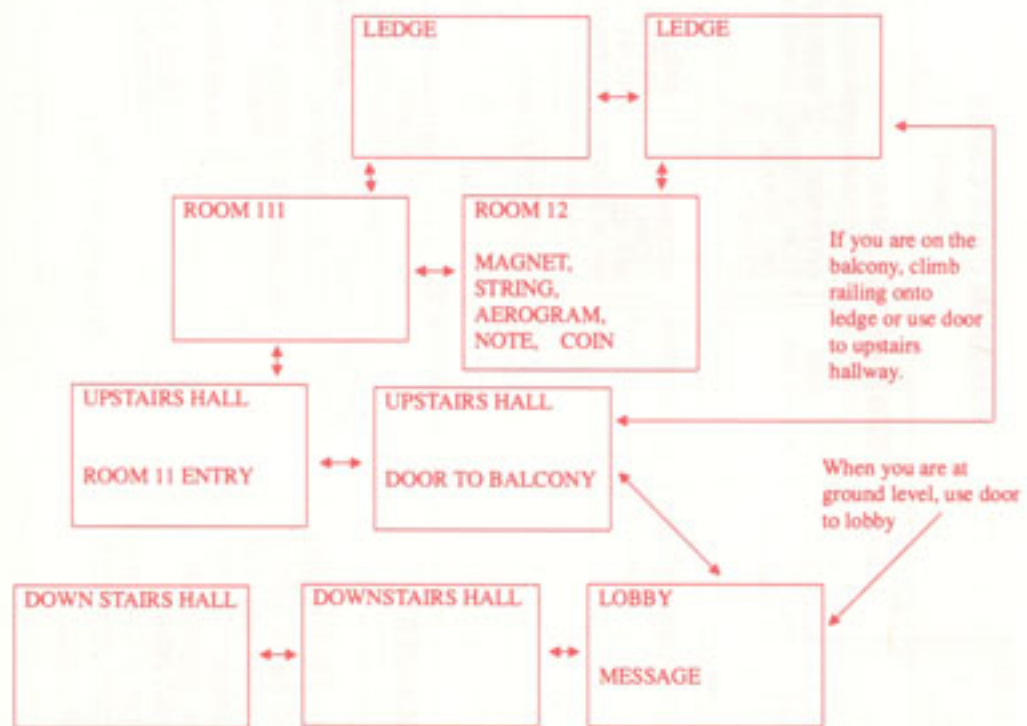 LEDGE
LEDGE
ROOM 111
ROOM 12
MAGNET,
STRING,
AEROGRAM,
NOTE, COIN
If you are on the
balcony, climb
railing onto
ledge or use door
to upstairs
hallway.
UPSTAIRS HALL
ROOM 11 ENTRY
UPSTAIRS HALL
DOOR TO BALCONY
When you are at
ground level, use door
to lobby
DOWN STAIRS HALL
DOWNSTAIRS HALL
LOBBY
MESSAGE